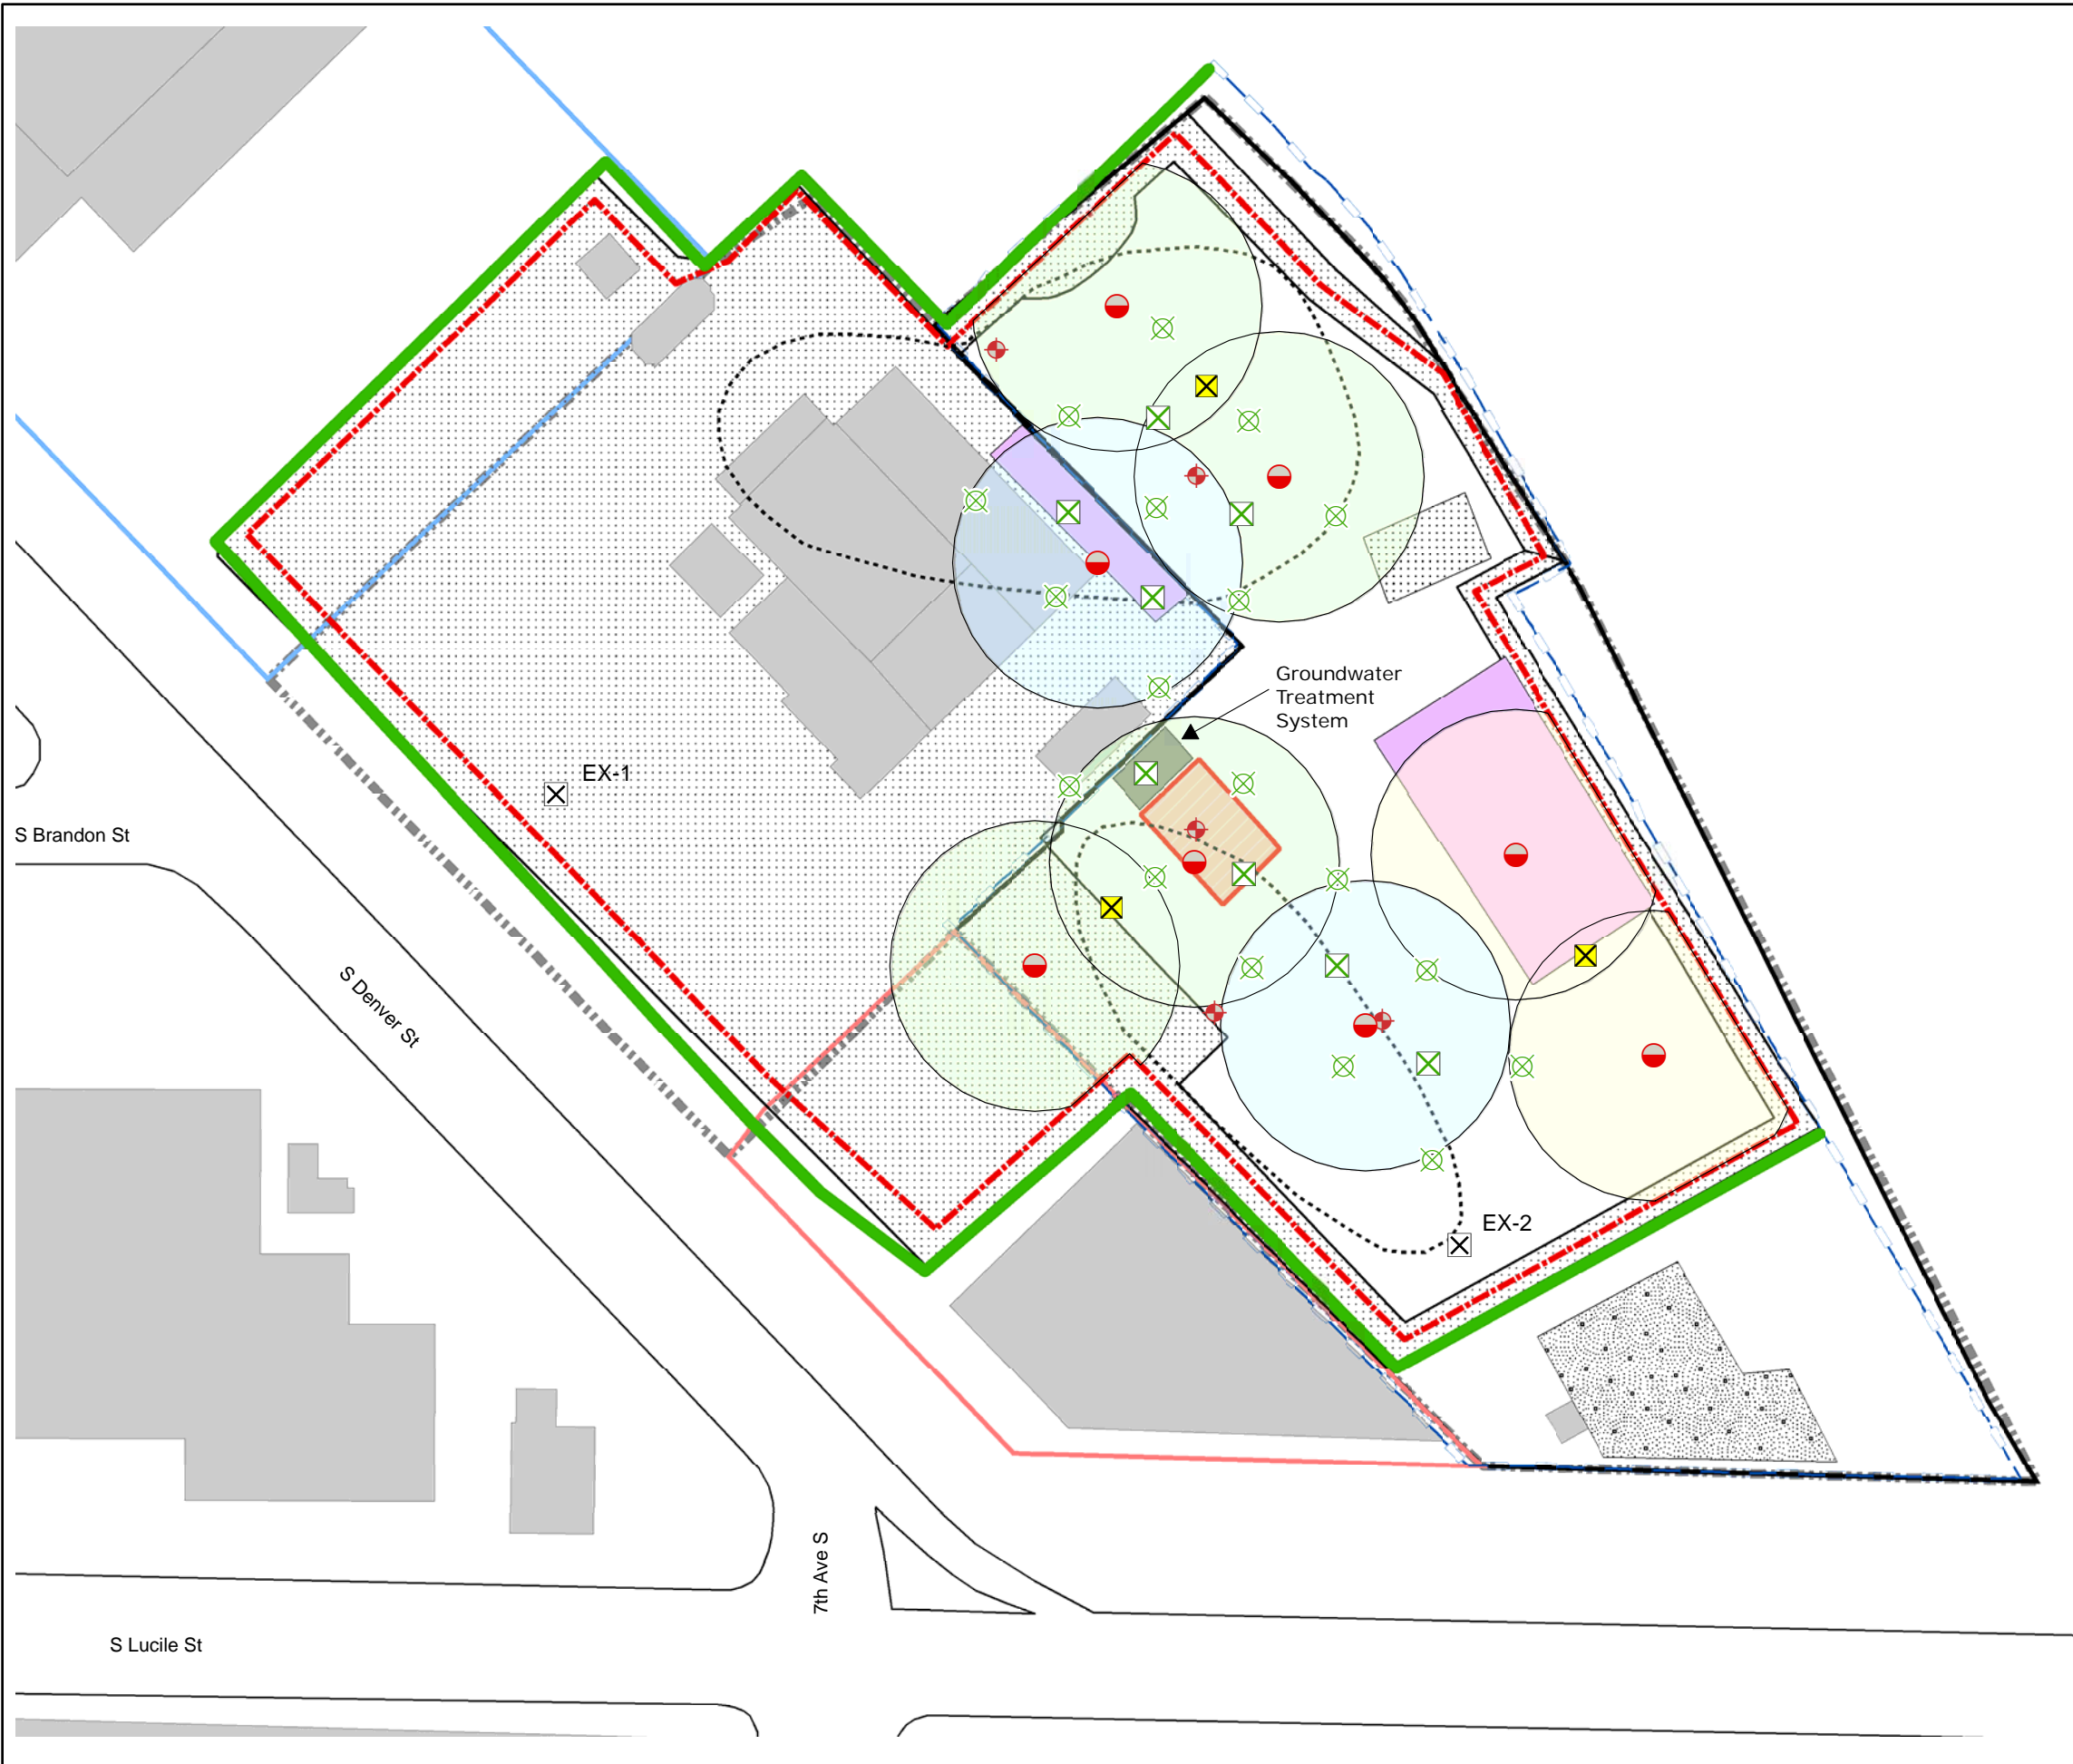 Groundwater
Treatment
System
EX-1
S Brandon St
S Denver St
EX-2
7th Ave S
S Lucile St